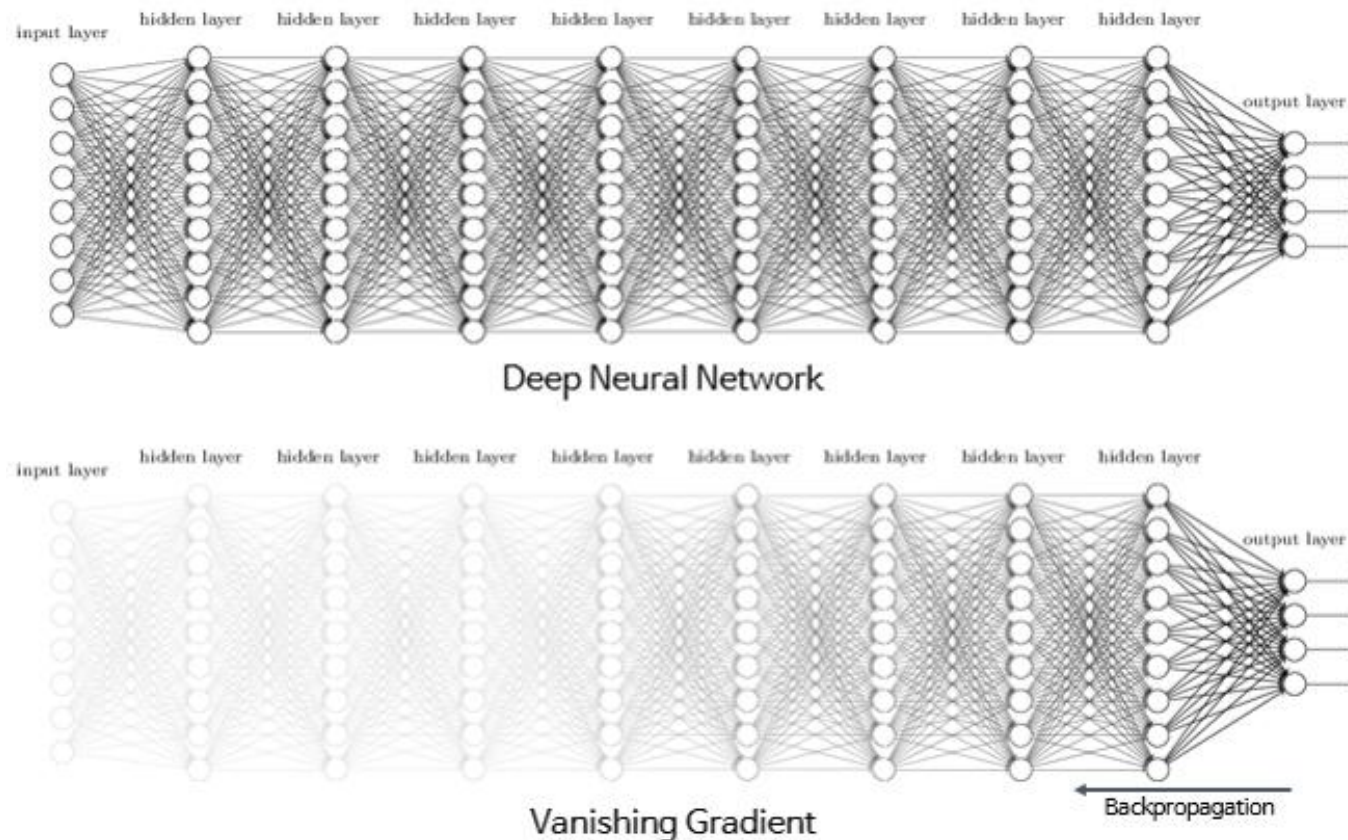 hidden layer hidden layer hidden layer hidden layer hidden layer hidden layer hidden layer hidden layer
input layer
output layer
Deep Neural Network
hidden layer hidden layer hidden layer hidden layer hidden layer hidden layer hidden layer hidden layer
input layer
output layer
Backpropagation
Vanishing Gradient